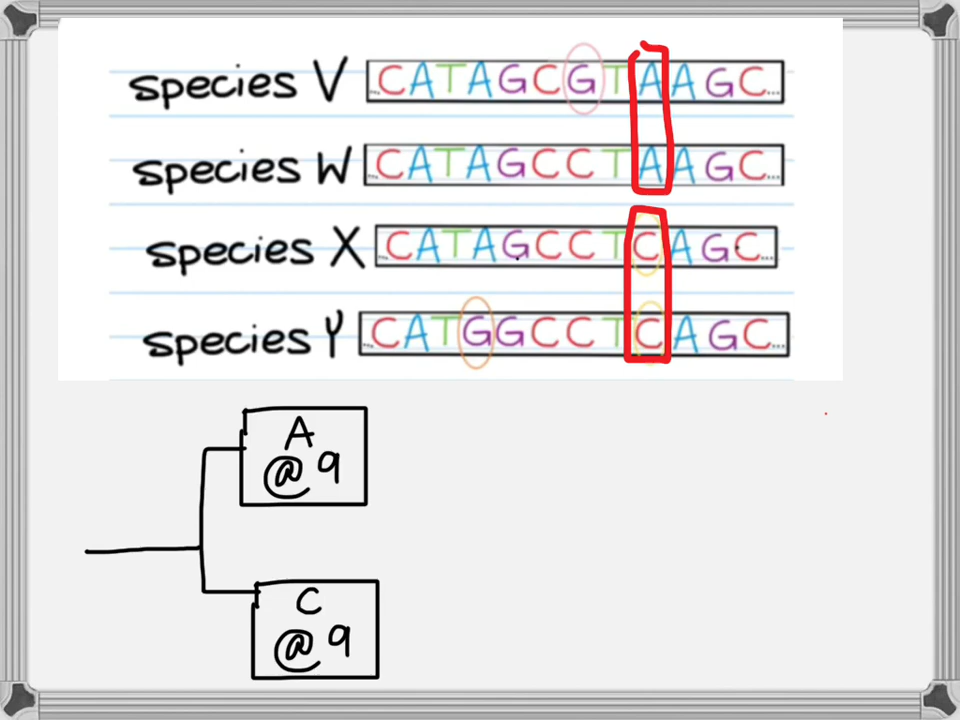 species V ...CATAGCGTAAGC...
species W ...CATAGCCTAAGC...
species X ...CATAGCCTCAGC...
species Y ...CATGGCCTCAGC...
A
@ 9
C
@ 9